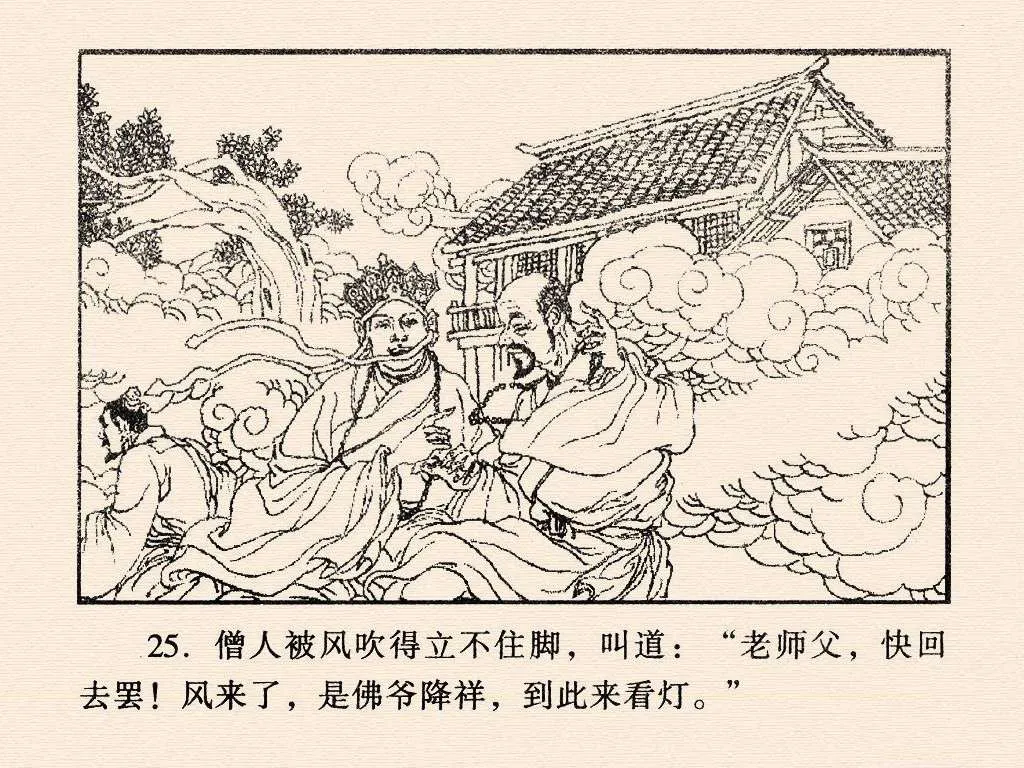 25. 僧人被风吹得立不住脚，叫道：“老师父，快回
去罢！风来了，是佛爷降祥，到此来看灯。”